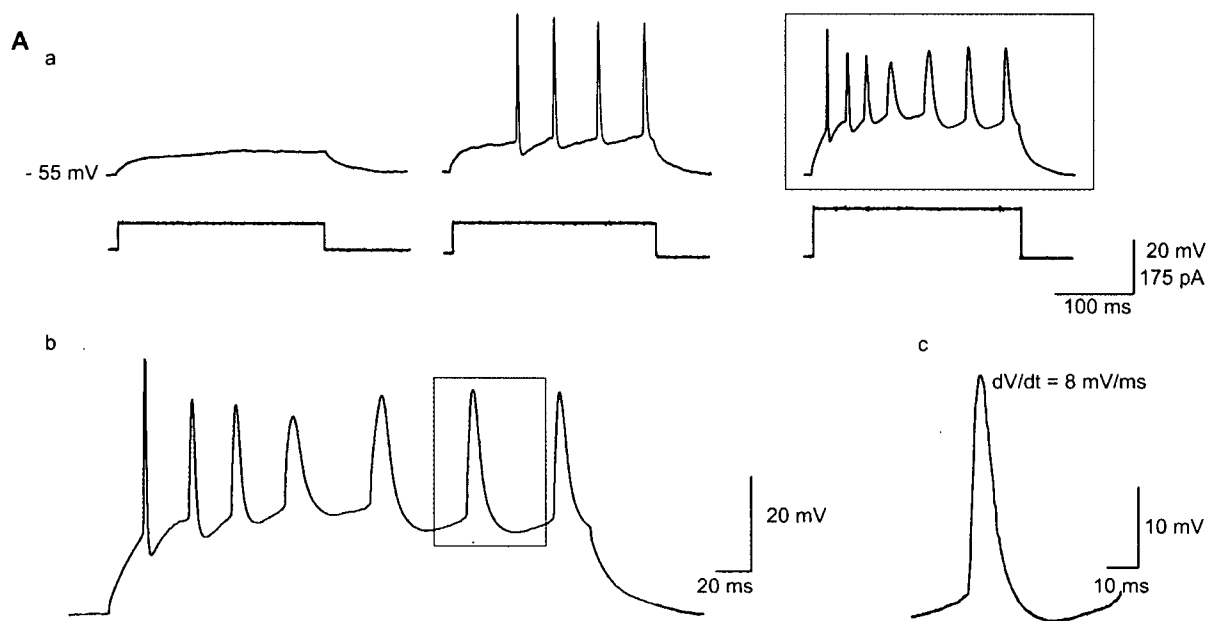 A
a
- 55 mV
20 mV
175 pA
100 ms
b
c
dV/dt = 8 mV/ms
20 mV
20 ms
10 mV
10 ms